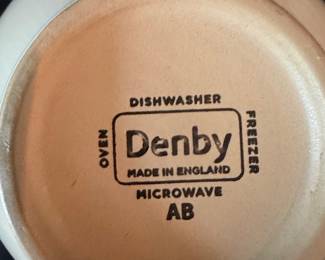 DISHWASHER
OVEN
Denby
MADE IN ENGLAND
FREEZER
MICROWAVE
AB